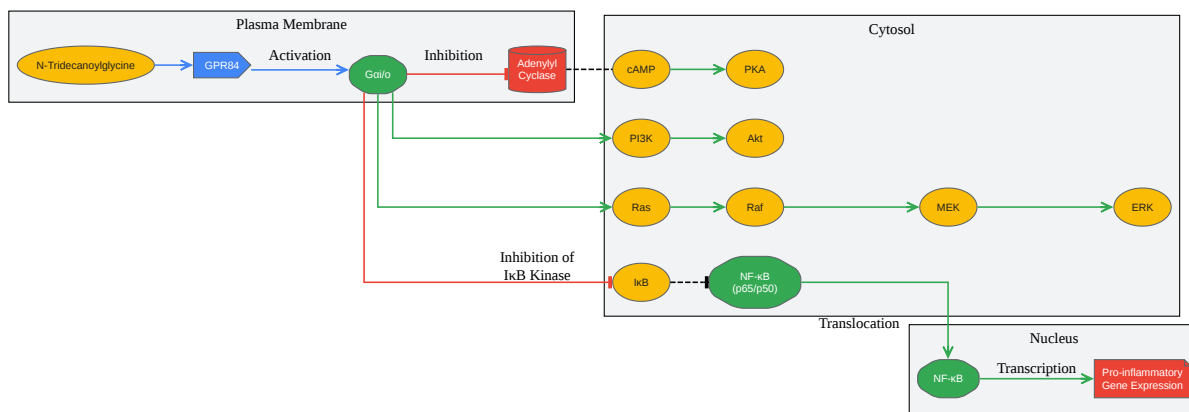 Plasma Membrane
Cytosol
N-Tridecanoylglycine
GPR84
Activation
Gαi/o
Inhibition
Adenylyl
Cyclase
cAMP
PKA
PI3K
Akt
Ras
Raf
MEK
ERK
Inhibition of
IκB Kinase
IκB
NF-κB
(p65/p50)
Translocation
Nucleus
NF-κB
Transcription
Pro-inflammatory
Gene Expression